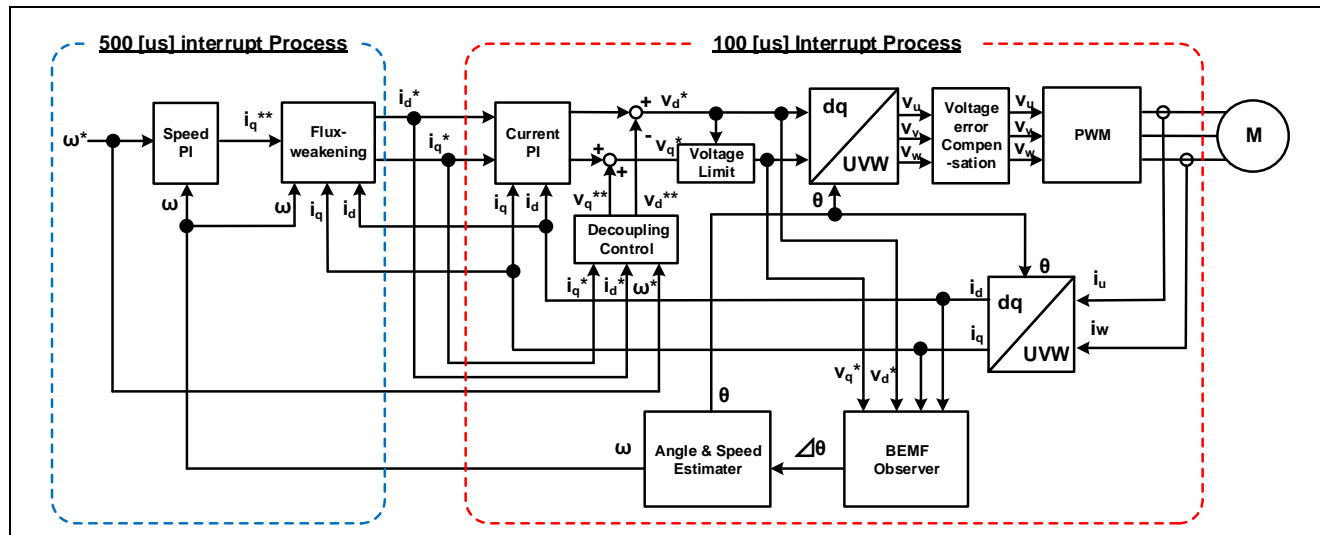 500 [us] interrupt Process
100 [us] Interrupt Process
ω*
Speed
PI
iq**
Flux-
weakening
id*
iq*
Current
PI
+
vd*
-
+
+
vq*
Voltage
Limit
dq
UVW
vu
vv
vw
Voltage
error
Compen
-sation
vu
vv
vw
PWM
M
ω
ω
iq
id
iq
id
vq**
vd**
Decoupling
Control
iq*
id*
ω*
θ
θ
id
iq
dq
UVW
iu
iw
vq*
vd*
θ
ω
Angle & Speed
Estimater
⊿θ
BEMF
Observer